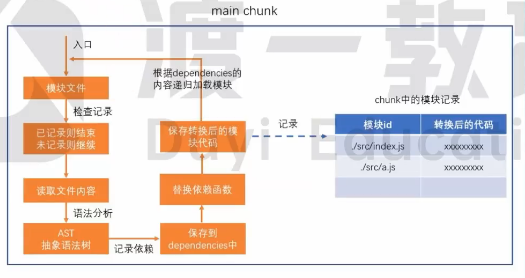 main chunk
入口
模块文件
检查记录
已记录则结束
未记录则继续
读取文件内容
语法分析
AST
抽象语法树
记录依赖
保存到
dependencies中
替换依赖函数
保存转换后的模
块代码
根据dependencies的
内容递归加载模块
记录
chunk中的模块记录
模块id
转换后的代码
./src/index.js
xxxxxxxxx
./src/a.js
xxxxxxxxx
渡一教
Dayi Educati